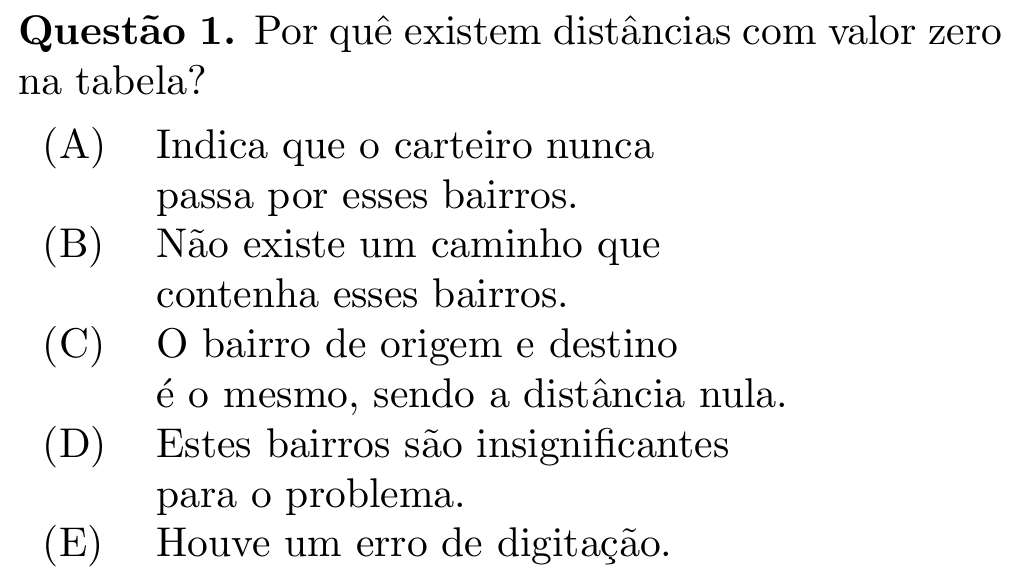 Questão 1. Por quê existem distâncias com valor zero
na tabela?
(A) Indica que o carteiro nunca
passa por esses bairros.
(B) Não existe um caminho que
contenha esses bairros.
(C) O bairro de origem e destino
é o mesmo, sendo a distância nula.
(D) Estes bairros são insignificantes
para o problema.
(E) Houve um erro de digitação.